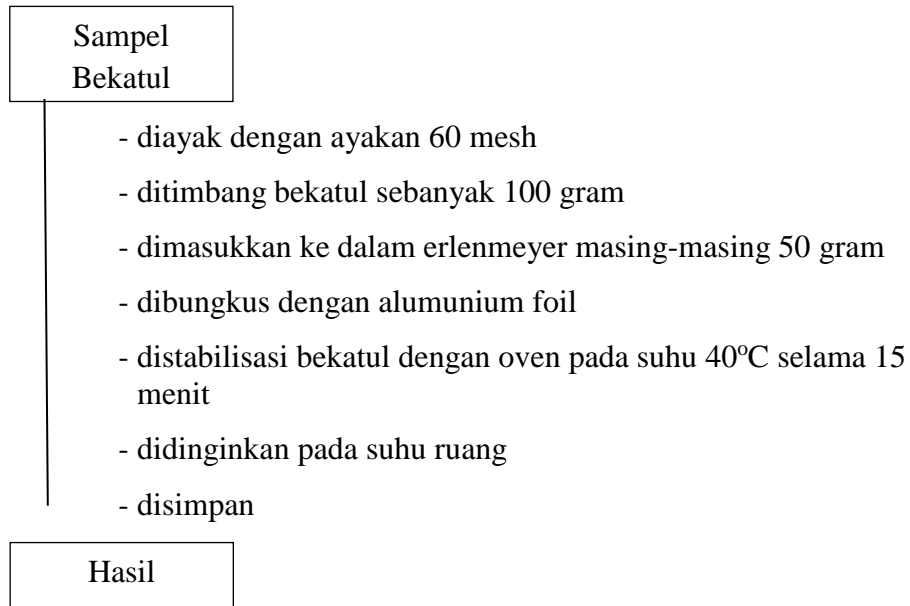 Sampel
Bekatul
- diayak dengan ayakan 60 mesh
- ditimbang bekatul sebanyak 100 gram
- dimasukkan ke dalam erlenmeyer masing-masing 50 gram
- dibungkus dengan alumunium foil
- distabilisasi bekatul dengan oven pada suhu 40°C selama 15
menit
- didinginkan pada suhu ruang
- disimpan
Hasil